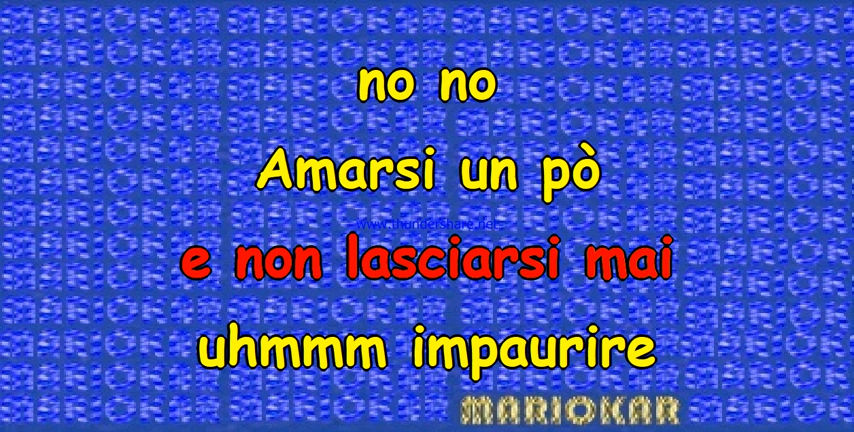 no no
Amarsi un pò
www.thundershare.net
e non lasciarsi mai
uhmmm impaurire
MARIOKAR